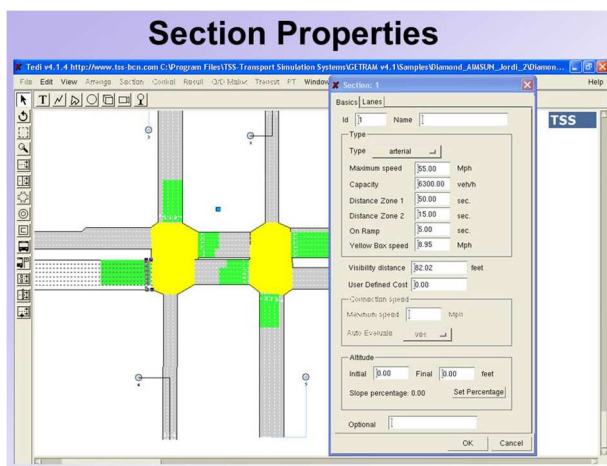 Section Properties
Tedi v4.1.4 http://www.tss-bcn.com C:\Program Files\TSS-Transport Simulation Systems\GETRAM v4.1\Samples\Diamond_AIMSUN_Jordi_2\Diamon...
File Edit View Arrange Section Control Result O/D Matrix Transit PT Window Help
Section: 1
Basics Lanes
Id 1 Name
TSS
Type
Type arterial
Maximum speed 55.00 Mph
Capacity 6300.00 veh/h
Distance Zone 1 50.00 sec.
Distance Zone 2 15.00 sec.
On Ramp 5.00 sec.
Yellow Box speed 8.95 Mph
Visibility distance 82.02 feet
User Defined Cost 0.00
Connection speed
Maximum speed Mph
Auto Evaluate yes
Altitude
Initial 0.00 Final 0.00 feet
Slope percentage: 0.00 Set Percentage
Optional
OK Cancel